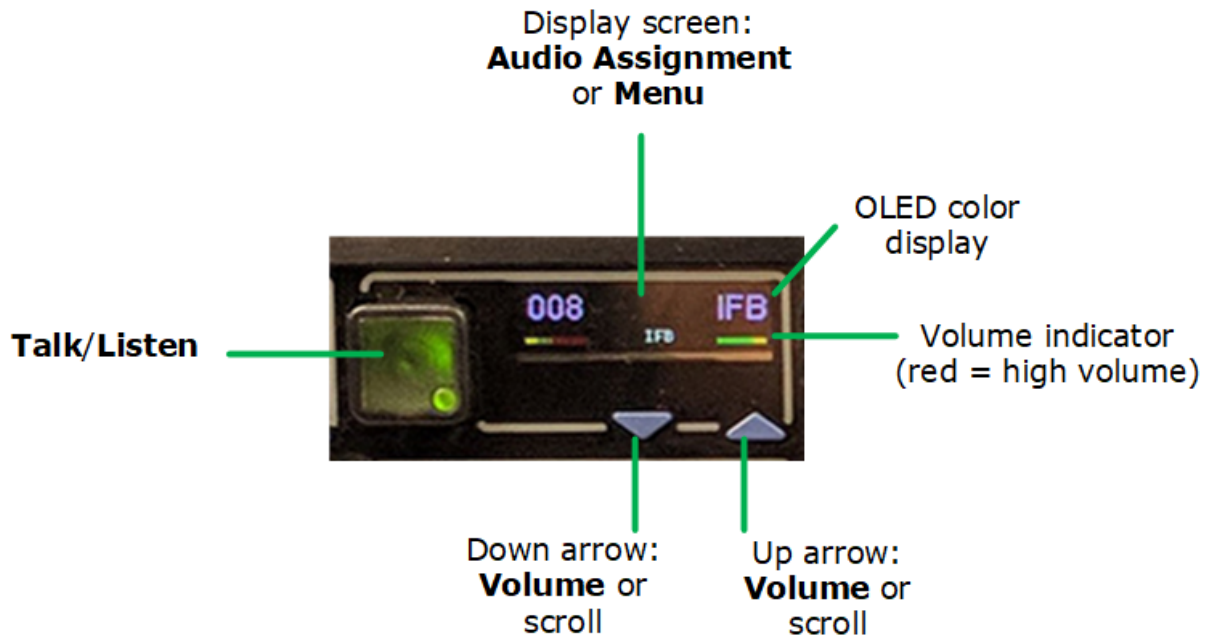 Display screen:
Audio Assignment
or Menu
OLED color
display
008
IFB
IFB
Talk/Listen
Volume indicator
(red = high volume)
Down arrow:
Volume or
scroll
Up arrow:
Volume or
scroll